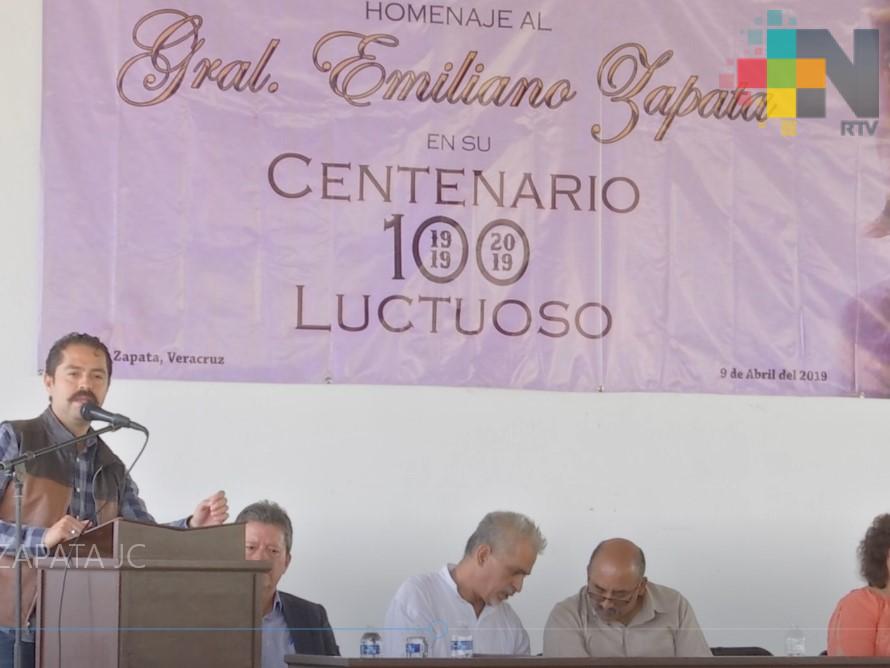 HOMENAJE AL
Gral. Emiliano Zapata
EN SU
CENTENARIO
100
19 20
19 19
LUCTUOSO
Zapata, Veracruz
9 de Abril del 2019
N
RTV
ZAPATA JC